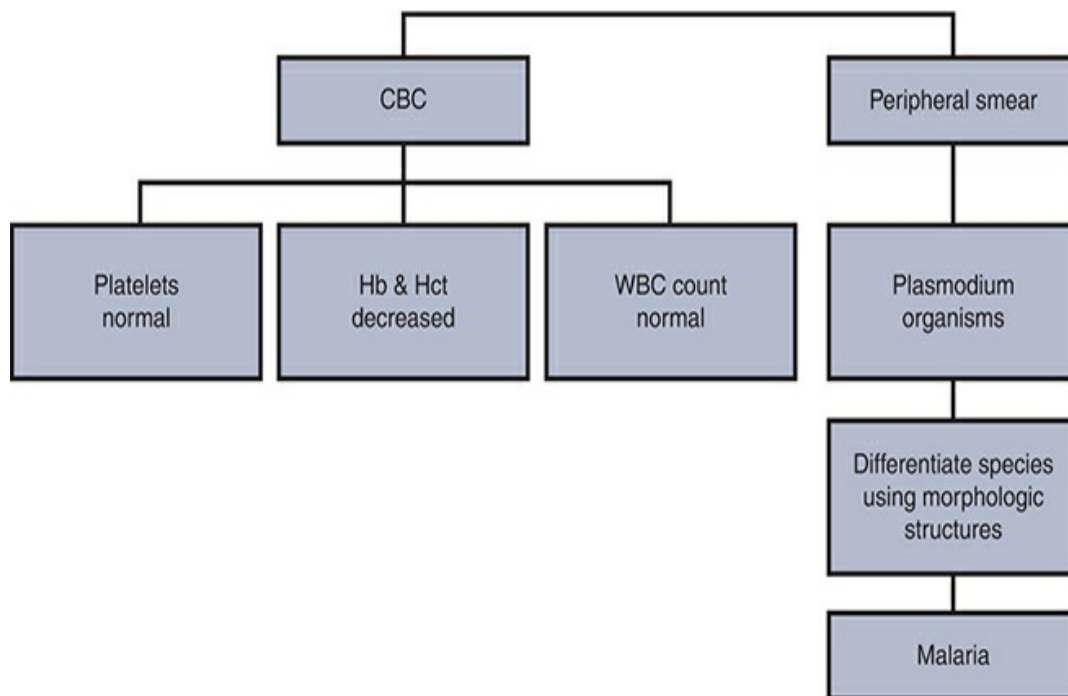 CBC
Peripheral smear
Platelets
normal
Hb & Hct
decreased
WBC count
normal
Plasmodium
organisms
Differentiate species
using morphologic
structures
Malaria